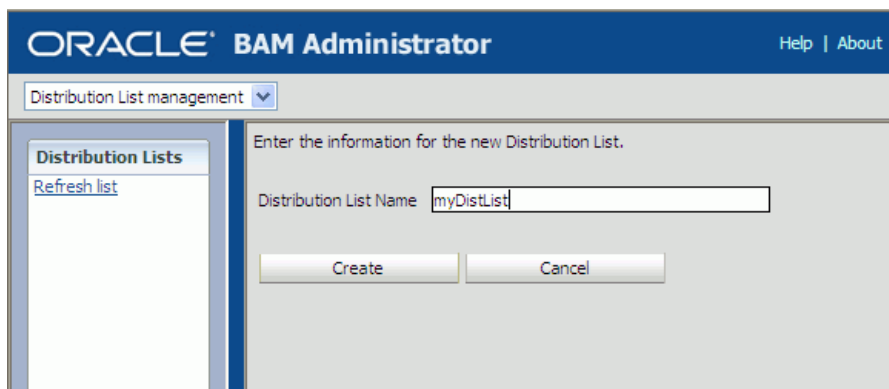 ORACLE BAM Administrator
Help | About
Distribution List management
Distribution Lists
Refresh list
Enter the information for the new Distribution List.
Distribution List Name myDistList
Create Cancel